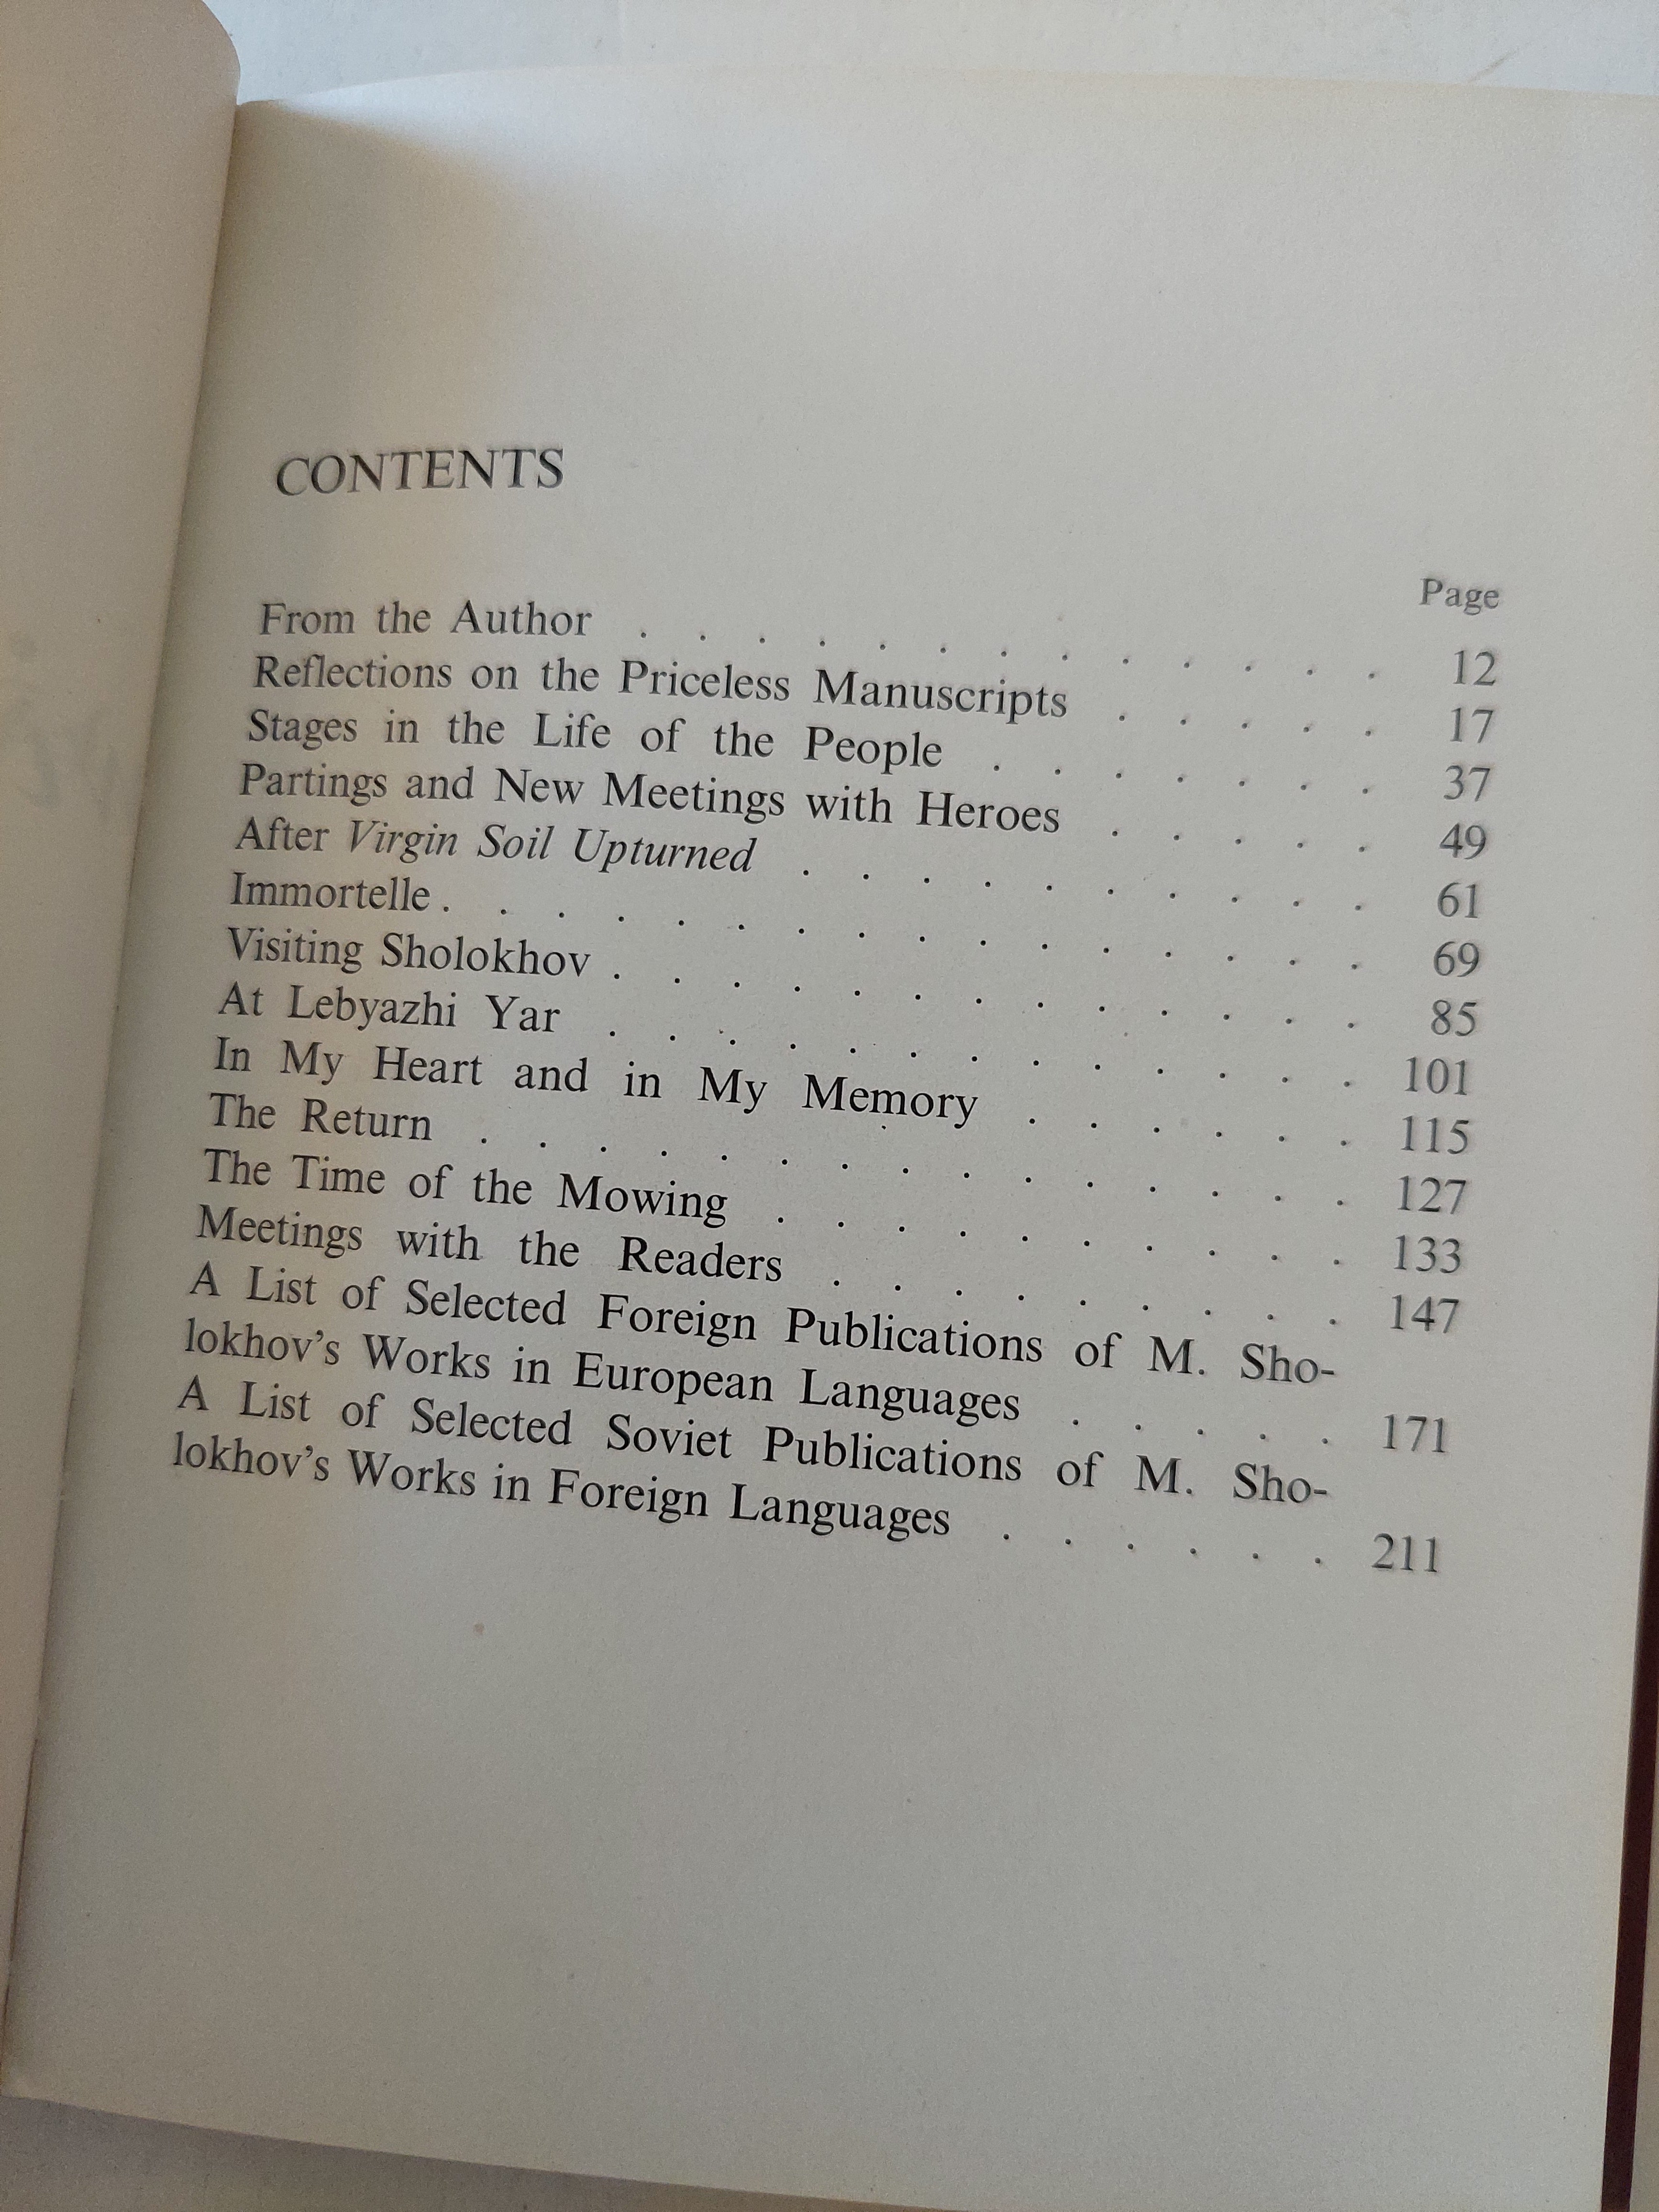 CONTENTS
Page
From the Author . . . . . . . . . . . . . 12
Reflections on the Priceless Manuscripts . . . . . 17
Stages in the Life of the People . . . . . . . 37
Partings and New Meetings with Heroes . . . . . 49
After Virgin Soil Upturned . . . . . . . . . . 61
Immortelle . . . . . . . . . . . . . . . . 69
Visiting Sholokhov . . . . . . . . . . . . . 85
At Lebyazhi Yar . . . . . . . . . . . . . 101
In My Heart and in My Memory . . . . . . 115
The Return . . . . . . . . . . . . . . . 127
The Time of the Mowing . . . . . . . . . . 133
Meetings with the Readers . . . . . . . . . 147
A List of Selected Foreign Publications of M. Sho-
lokhov's Works in European Languages . . . . . 171
A List of Selected Soviet Publications of M. Sho-
lokhov's Works in Foreign Languages . . . . . . 211